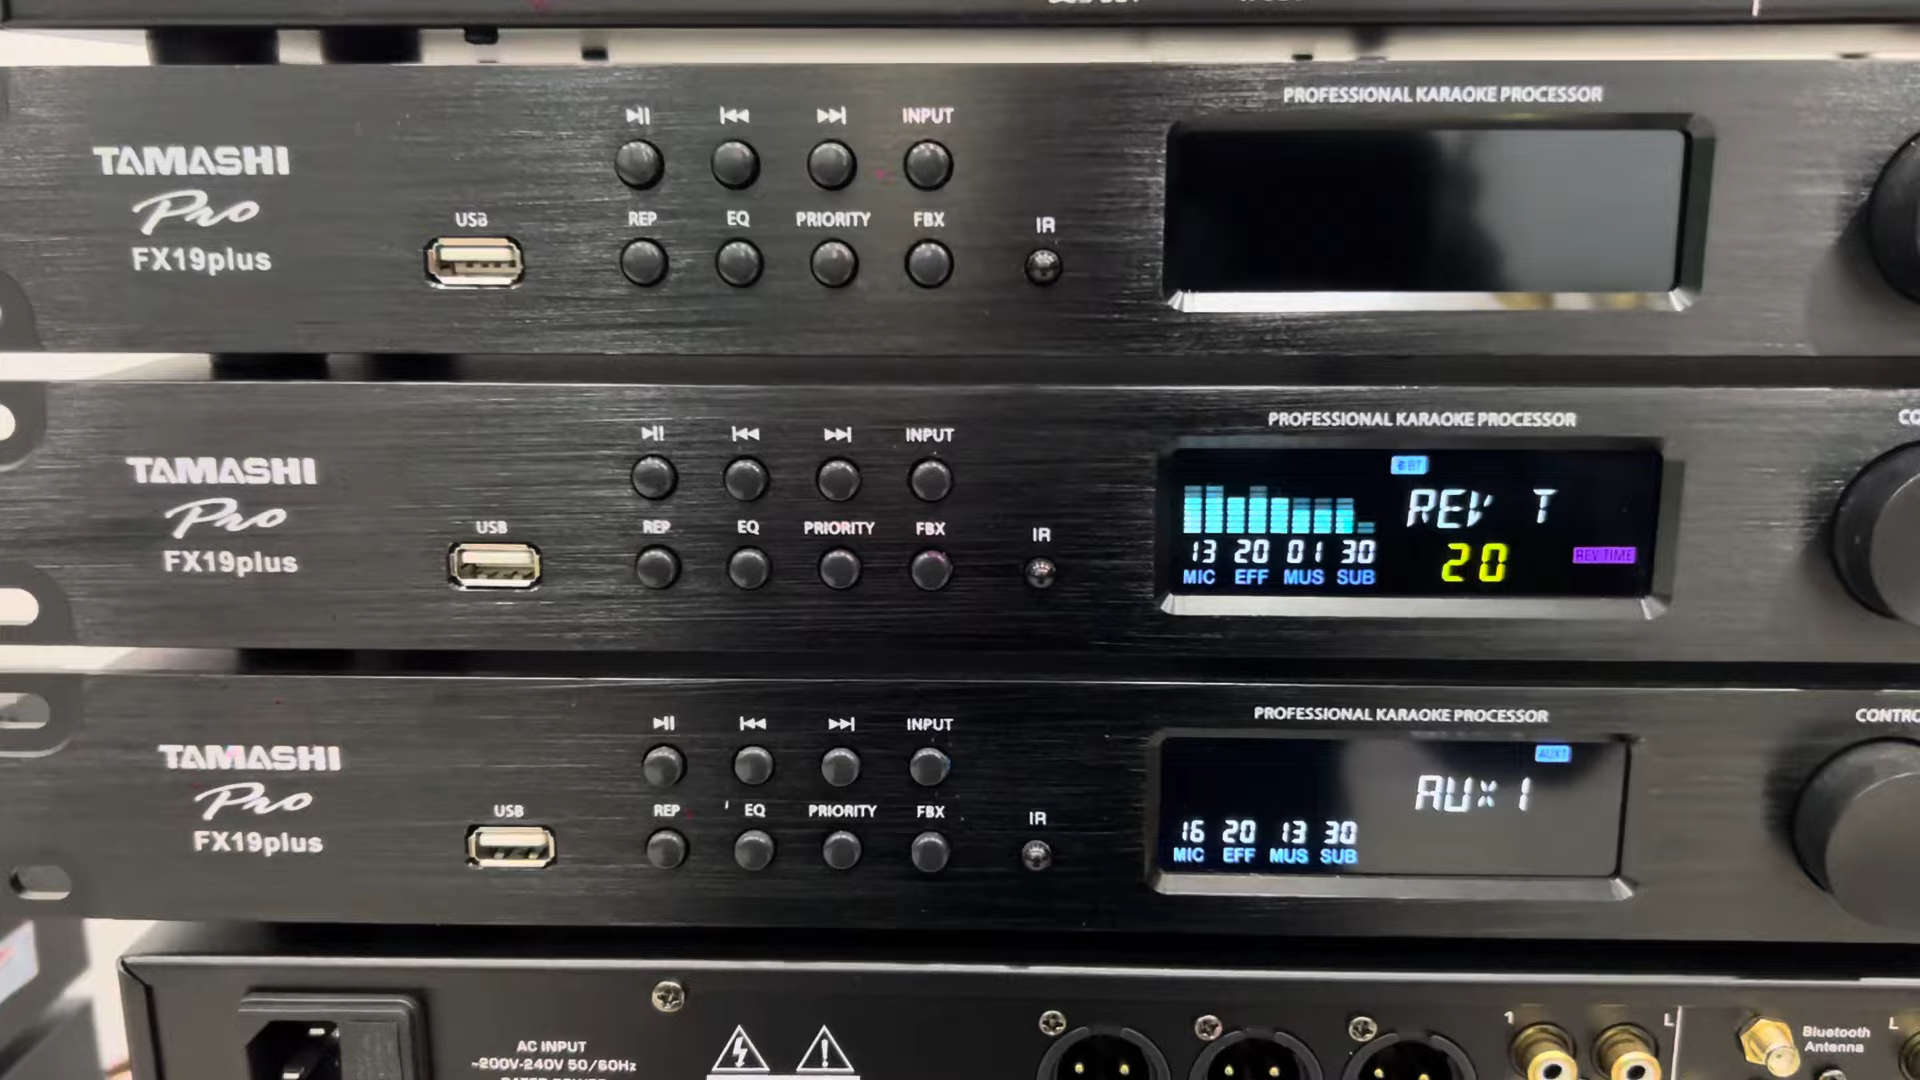 PROFESSIONAL KARAOKE PROCESSOR
INPUT
TAMASHI
Pro
FX19plus
USB
REP EQ PRIORITY FBX
IR
PROFESSIONAL KARAOKE PROCESSOR
INPUT
TAMASHI
Pro
FX19plus
USB
REP EQ PRIORITY FBX
IR
BT
REV T
13 20 01 30
MIC EFF MUS SUB
20
REV TIME
PROFESSIONAL KARAOKE PROCESSOR
INPUT
TAMASHI
Pro
FX19plus
USB
REP EQ PRIORITY FBX
IR
AUX1
AUX1
16 20 13 30
MIC EFF MUS SUB
AC INPUT
~200V-240V 50/60Hz
1
L
Bluetooth
Antenna
L